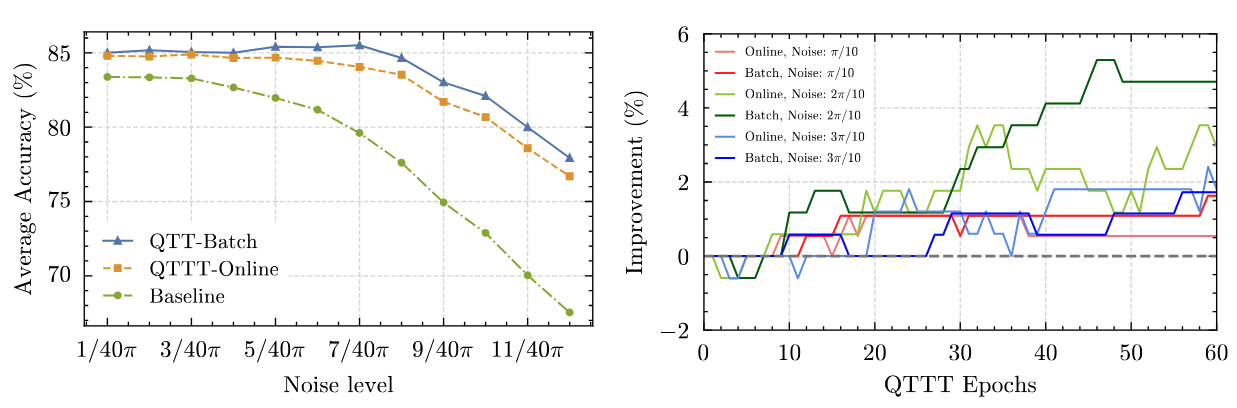 Average Accuracy (%)
85
80
75
70
QTT-Batch
QTTT-Online
Baseline
1/40π 3/40π 5/40π 7/40π 9/40π 11/40π
Noise level
Improvement (%)
6
4
2
0
−2
Online, Noise: π/10
Batch, Noise: π/10
Online, Noise: 2π/10
Batch, Noise: 2π/10
Online, Noise: 3π/10
Batch, Noise: 3π/10
0 10 20 30 40 50 60
QTTT Epochs